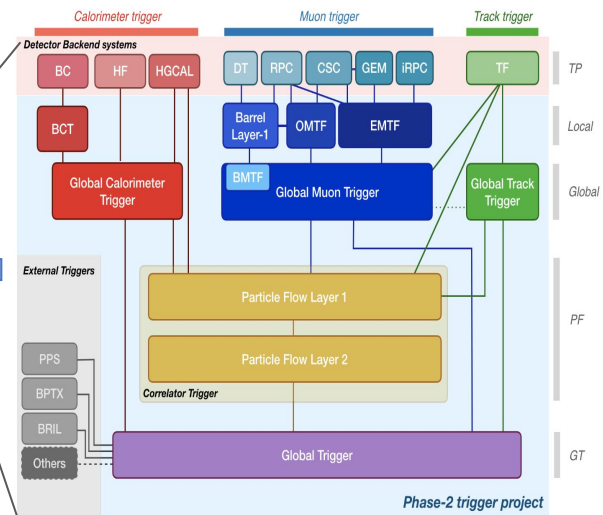 Calorimeter trigger
Muon trigger
Track trigger
Detector Backend systems
BC
HF
HGCAL
DT
RPC
CSC
GEM
iRPC
TF
TP
BCT
Barrel
Layer-1
OMTF
EMTF
Local
Global Calorimeter
Trigger
BMTF
Global Muon Trigger
Global Track
Trigger
Global
External Triggers
Particle Flow Layer 1
PF
Particle Flow Layer 2
PPS
Correlator Trigger
BPTX
BRIL
Others
Global Trigger
GT
Phase-2 trigger project